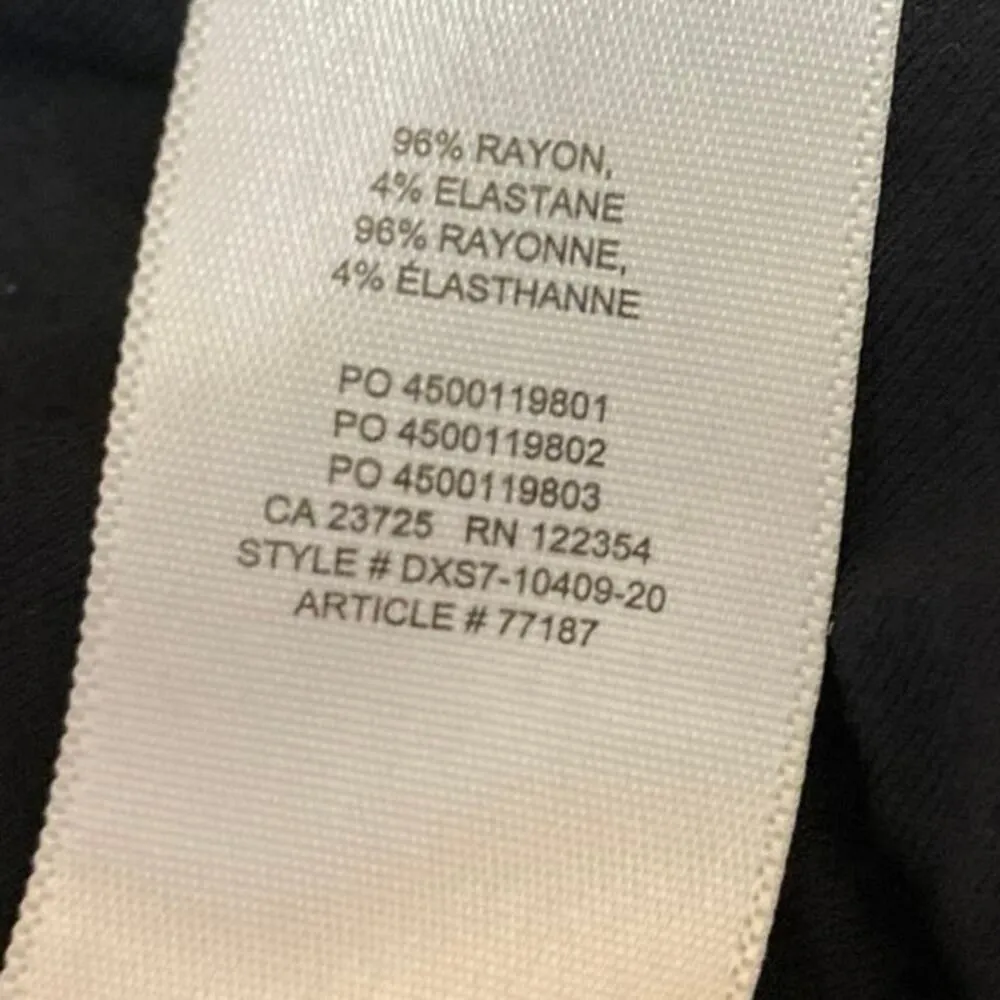 96% RAYON,
4% ELASTANE
96% RAYONNE,
4% ÉLASTHANNE
PO 4500119801
PO 4500119802
PO 4500119803
CA 23725 RN 122354
STYLE # DXS7-10409-20
ARTICLE # 77187